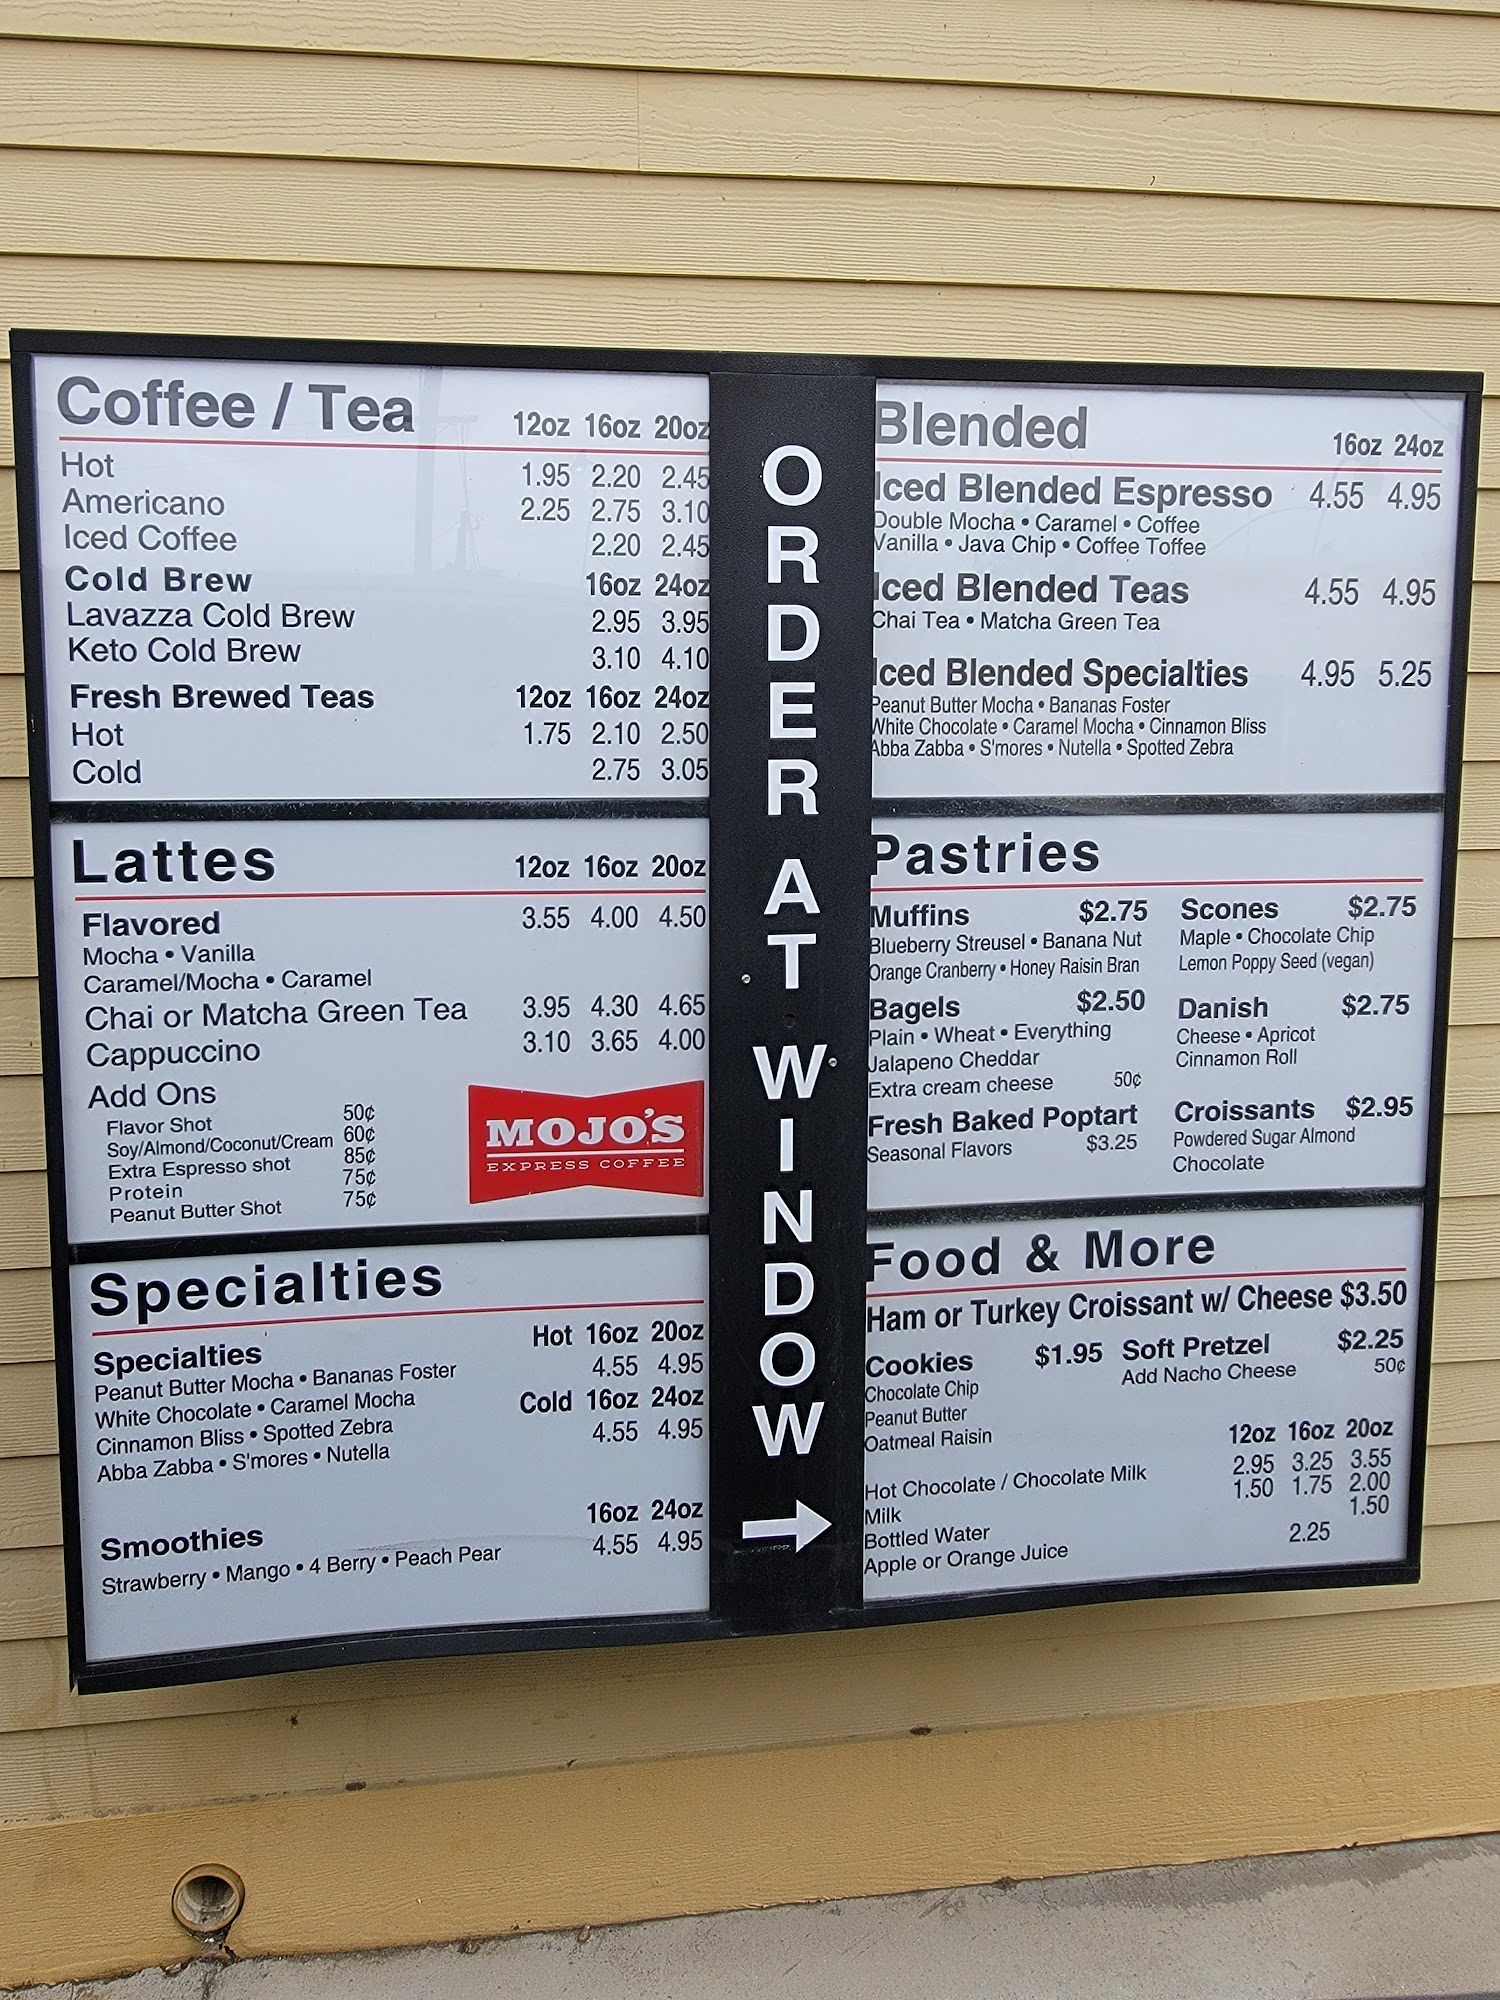 Coffee / Tea 12oz 16oz 20oz
Hot 1.95 2.20 2.45
Americano 2.25 2.75 3.10
Iced Coffee 2.20 2.45
Cold Brew 16oz 24oz
Lavazza Cold Brew 2.95 3.95
Keto Cold Brew 3.10 4.10
Fresh Brewed Teas 12oz 16oz 24oz
Hot 1.75 2.10 2.50
Cold 2.75 3.05
Lattes 12oz 16oz 20oz
Flavored 3.55 4.00 4.50
Mocha • Vanilla
Caramel/Mocha • Caramel
Chai or Matcha Green Tea 3.95 4.30 4.65
Cappuccino 3.10 3.65 4.00
Add Ons
Flavor Shot 50¢
Soy/Almond/Coconut/Cream 60¢
Extra Espresso shot 85¢
Protein 75¢
Peanut Butter Shot 75¢
MOJO'S
EXPRESS COFFEE
Specialties
Hot 16oz 20oz
Specialties 4.55 4.95
Peanut Butter Mocha • Bananas Foster
White Chocolate • Caramel Mocha Cold 16oz 24oz
Cinnamon Bliss • Spotted Zebra 4.55 4.95
Abba Zabba • S'mores • Nutella
16oz 24oz
Smoothies 4.55 4.95
Strawberry • Mango • 4 Berry • Peach Pear
ORDER AT WINDOW
Blended 16oz 24oz
Iced Blended Espresso 4.55 4.95
Double Mocha • Caramel • Coffee
Vanilla • Java Chip • Coffee Toffee
Iced Blended Teas 4.55 4.95
Chai Tea • Matcha Green Tea
Iced Blended Specialties 4.95 5.25
Peanut Butter Mocha • Bananas Foster
White Chocolate • Caramel Mocha • Cinnamon Bliss
Abba Zabba • S'mores • Nutella • Spotted Zebra
Pastries
Muffins $2.75
Blueberry Streusel • Banana Nut
Orange Cranberry • Honey Raisin Bran
Bagels $2.50
Plain • Wheat • Everything
Jalapeno Cheddar
Extra cream cheese 50¢
Fresh Baked Poptart
Seasonal Flavors $3.25
Scones $2.75
Maple • Chocolate Chip
Lemon Poppy Seed (vegan)
Danish $2.75
Cheese • Apricot
Cinnamon Roll
Croissants $2.95
Powdered Sugar Almond
Chocolate
Food & More
Ham or Turkey Croissant w/ Cheese $3.50
Cookies $1.95
Chocolate Chip
Peanut Butter
Oatmeal Raisin
Soft Pretzel $2.25
Add Nacho Cheese 50¢
12oz 16oz 20oz
Hot Chocolate / Chocolate Milk 2.95 3.25 3.55
Milk 1.50 1.75 2.00
Bottled Water 1.50
Apple or Orange Juice 2.25